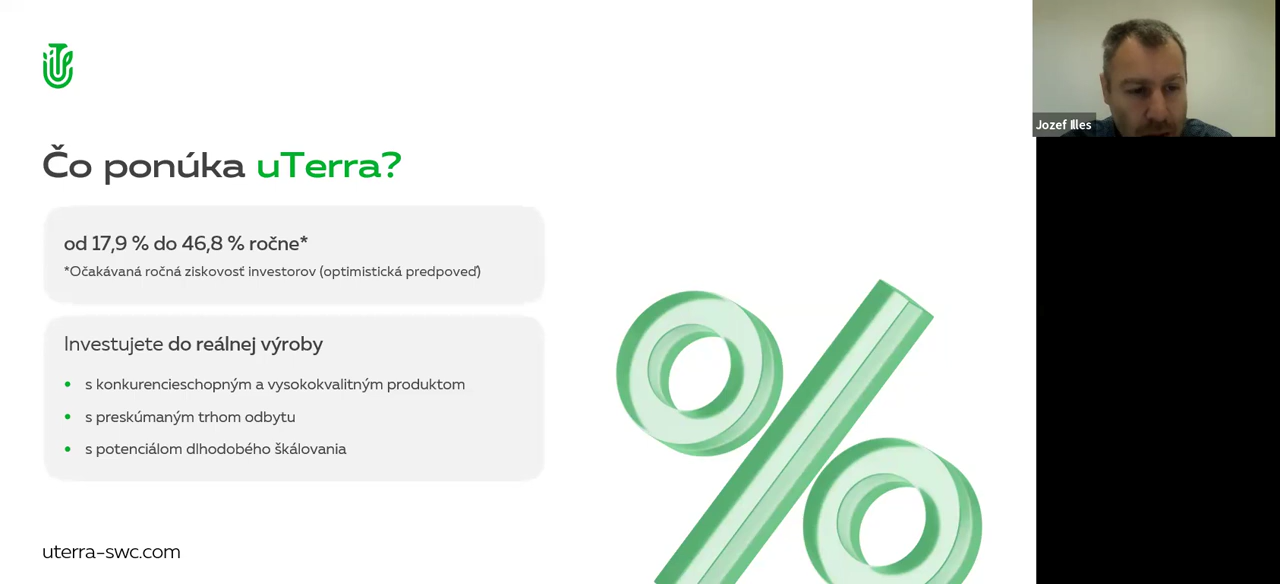 Čo ponúka uTerra?
od 17,9 % do 46,8 % ročne*
*Očakávaná ročná ziskovosť investorov (optimistická predpoveď)
Investujete do reálnej výroby
• s konkurencieschopným a vysokokvalitným produktom
• s preskúmaným trhom odbytu
• s potenciálom dlhodobého škálovania
uterra-swc.com
Jozef Illes